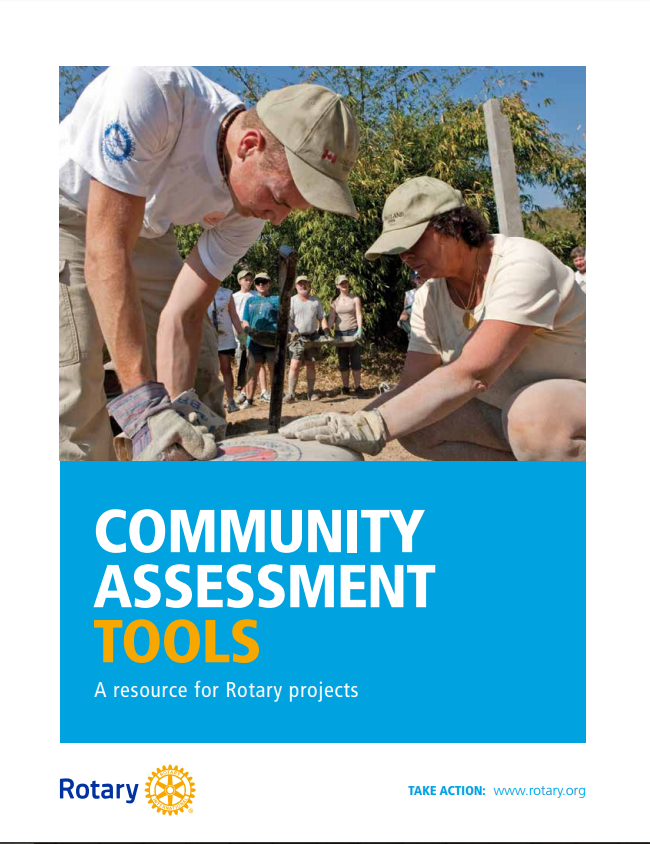 COMMUNITY
ASSESSMENT
TOOLS
A resource for Rotary projects
Rotary
TAKE ACTION: www.rotary.org